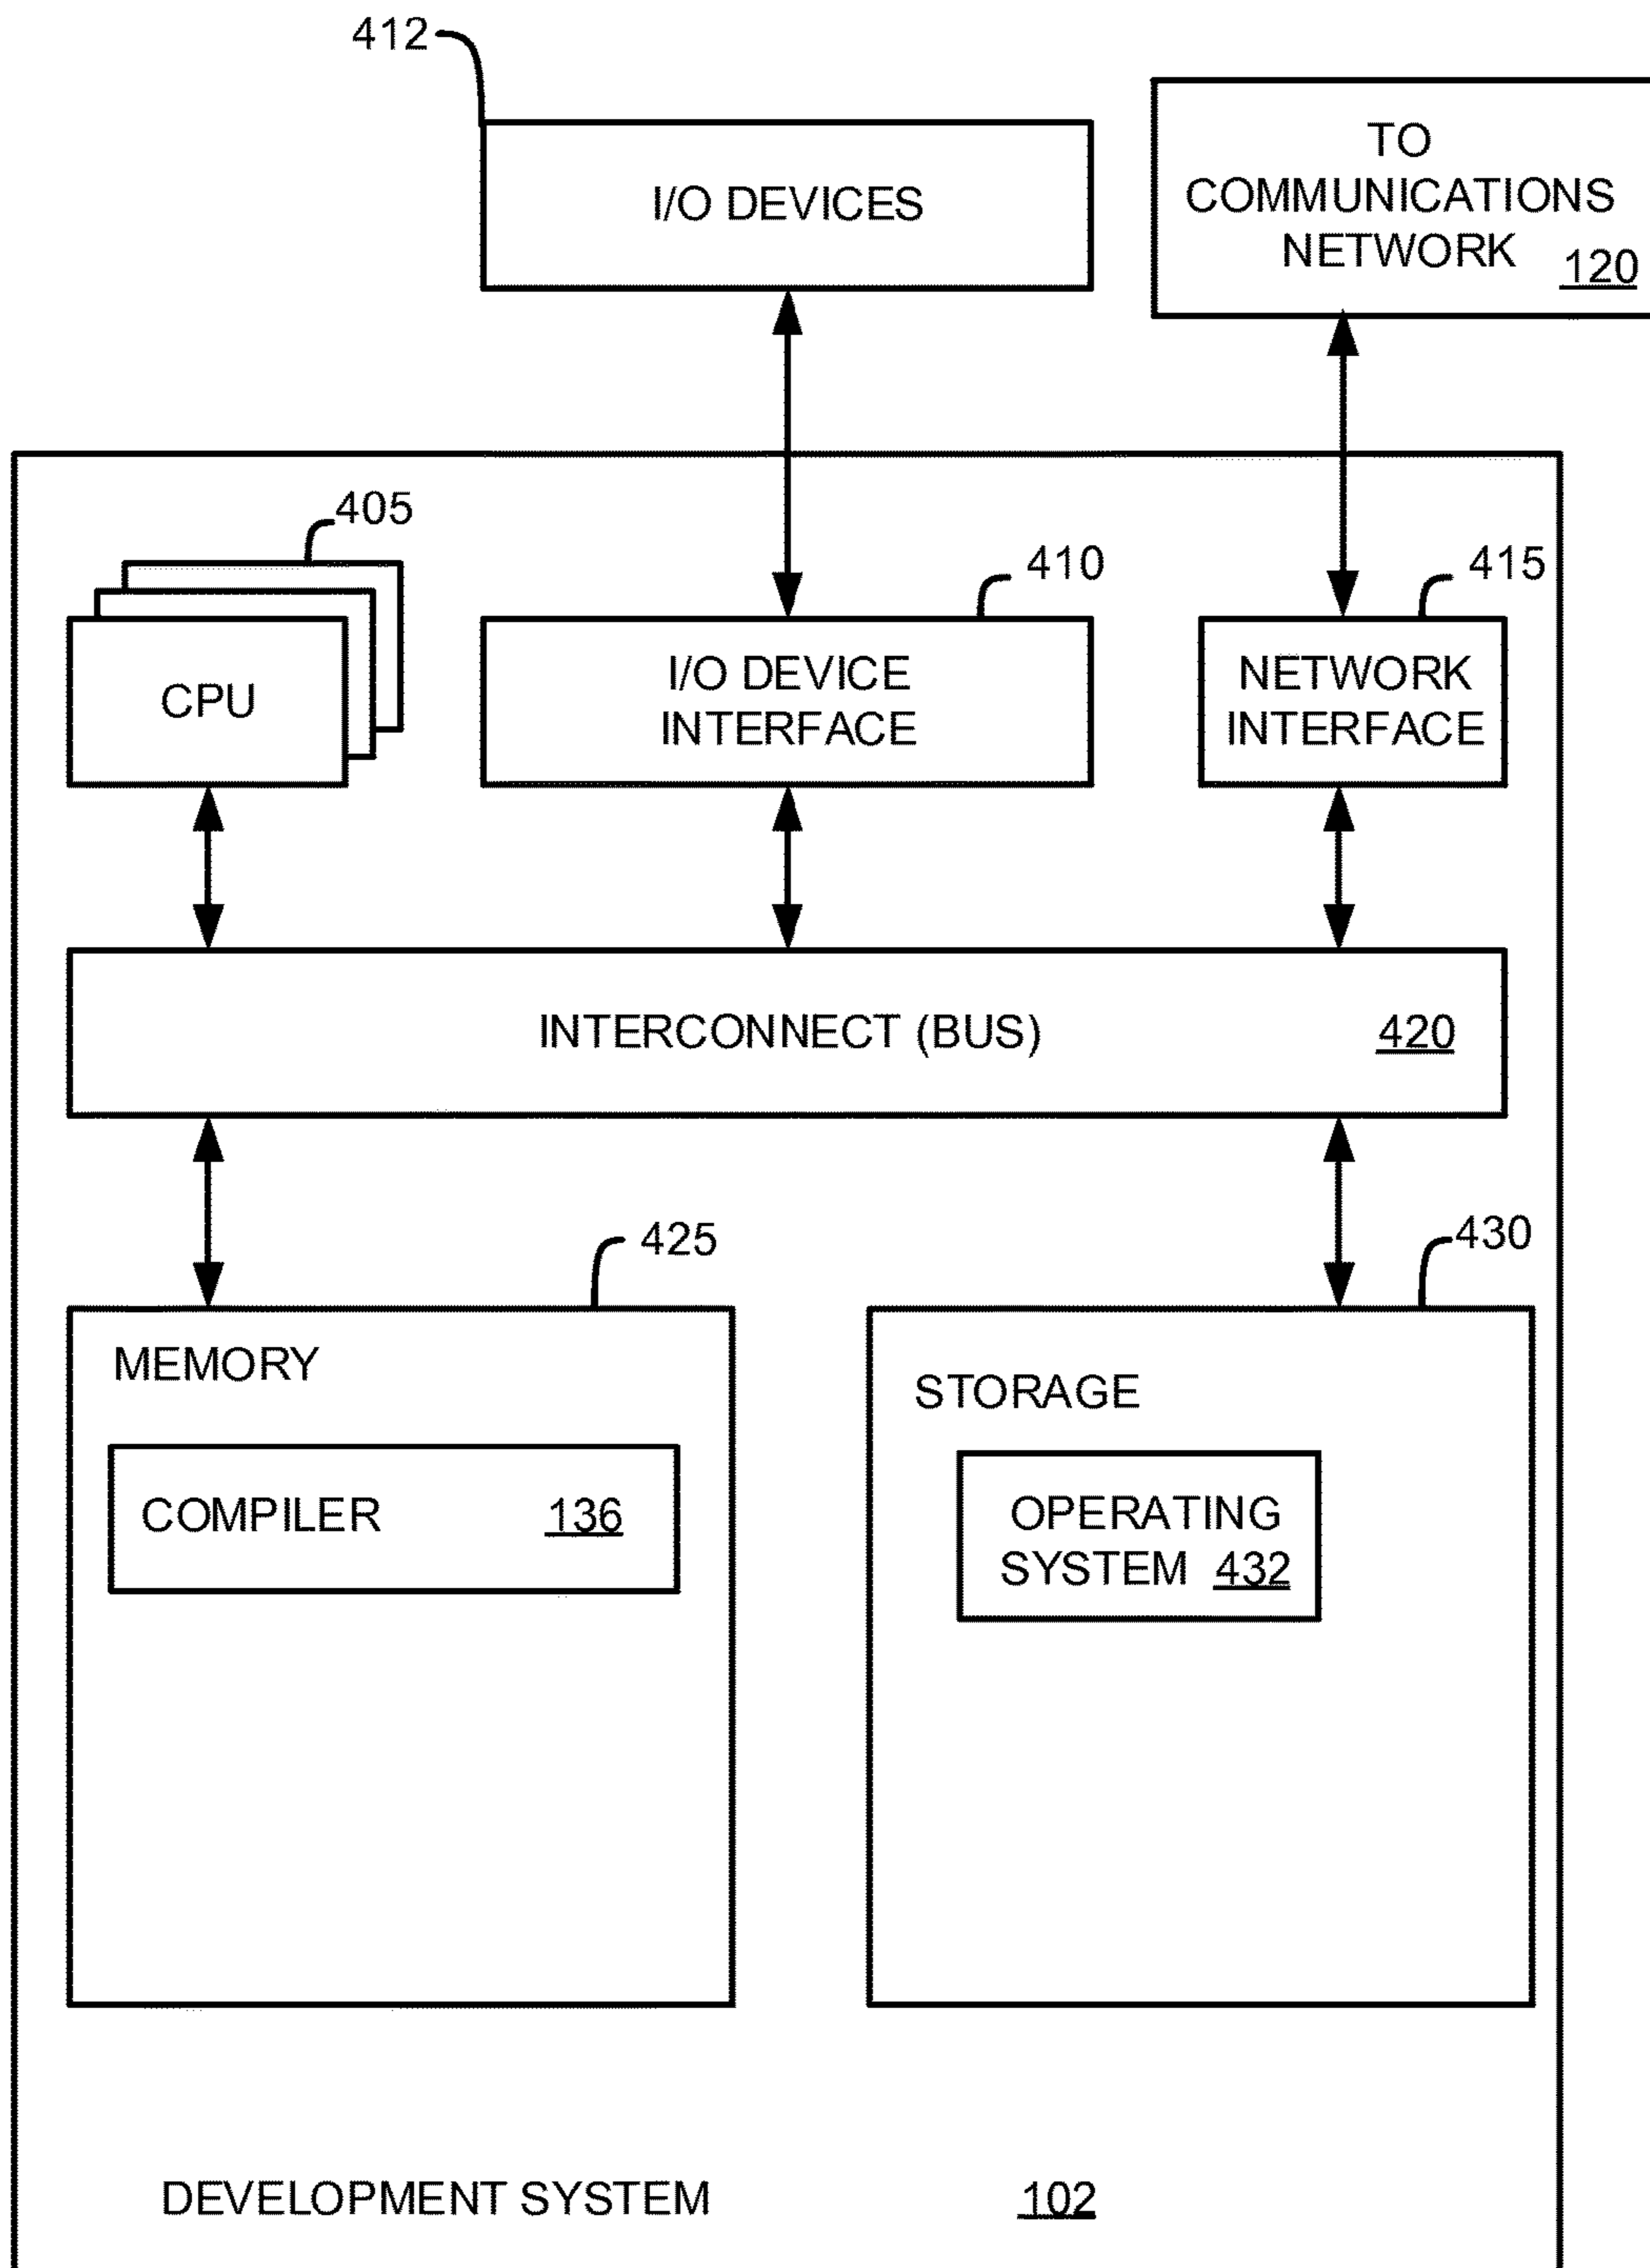 412
I/O DEVICES
TO
COMMUNICATIONS
NETWORK 120
405
410
415
CPU
I/O DEVICE
INTERFACE
NETWORK
INTERFACE
INTERCONNECT (BUS) 420
425
430
MEMORY
COMPILER 136
STORAGE
OPERATING
SYSTEM 432
DEVELOPMENT SYSTEM 102